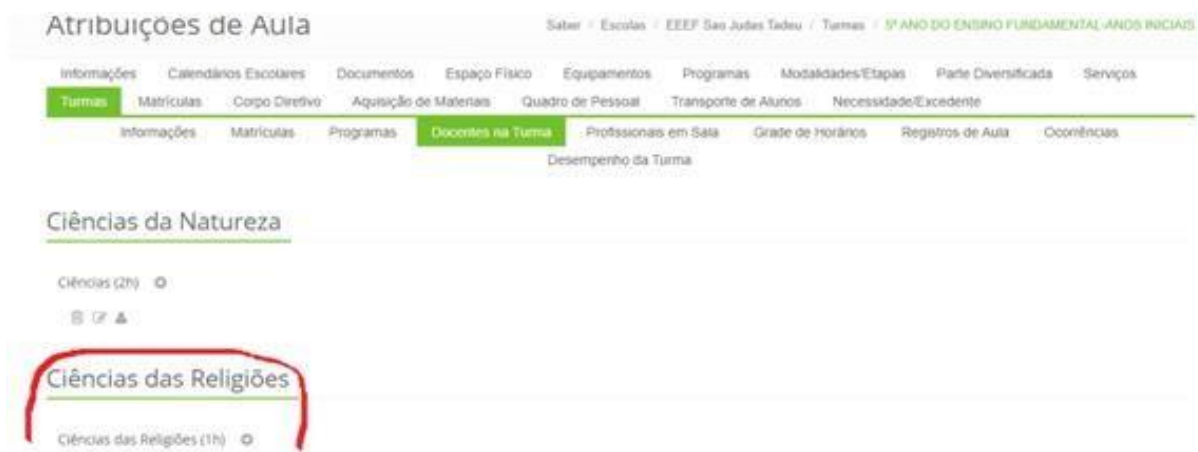 Atribuições de Aula
Saber / Escolas / EEEF Sao Judas Tadeu / Turmas / 5º ANO DO ENSINO FUNDAMENTAL-ANOS INICIAIS
Informações Calendários Escolares Documentos Espaço Físico Equipamentos Programas Modalidades/Etapas Parte Diversificada Serviços
Turmas Matrículas Corpo Diretivo Aquisição de Materiais Quadro de Pessoal Transporte de Alunos Necessidade/Excedente
Informações Matrículas Programas Docentes na Turma Profissionais em Sala Grade de Horários Registros de Aula Ocorrências
Desempenho da Turma
Ciências da Natureza
Ciências (2h)
Ciências das Religiões
Ciências das Religiões (1h)